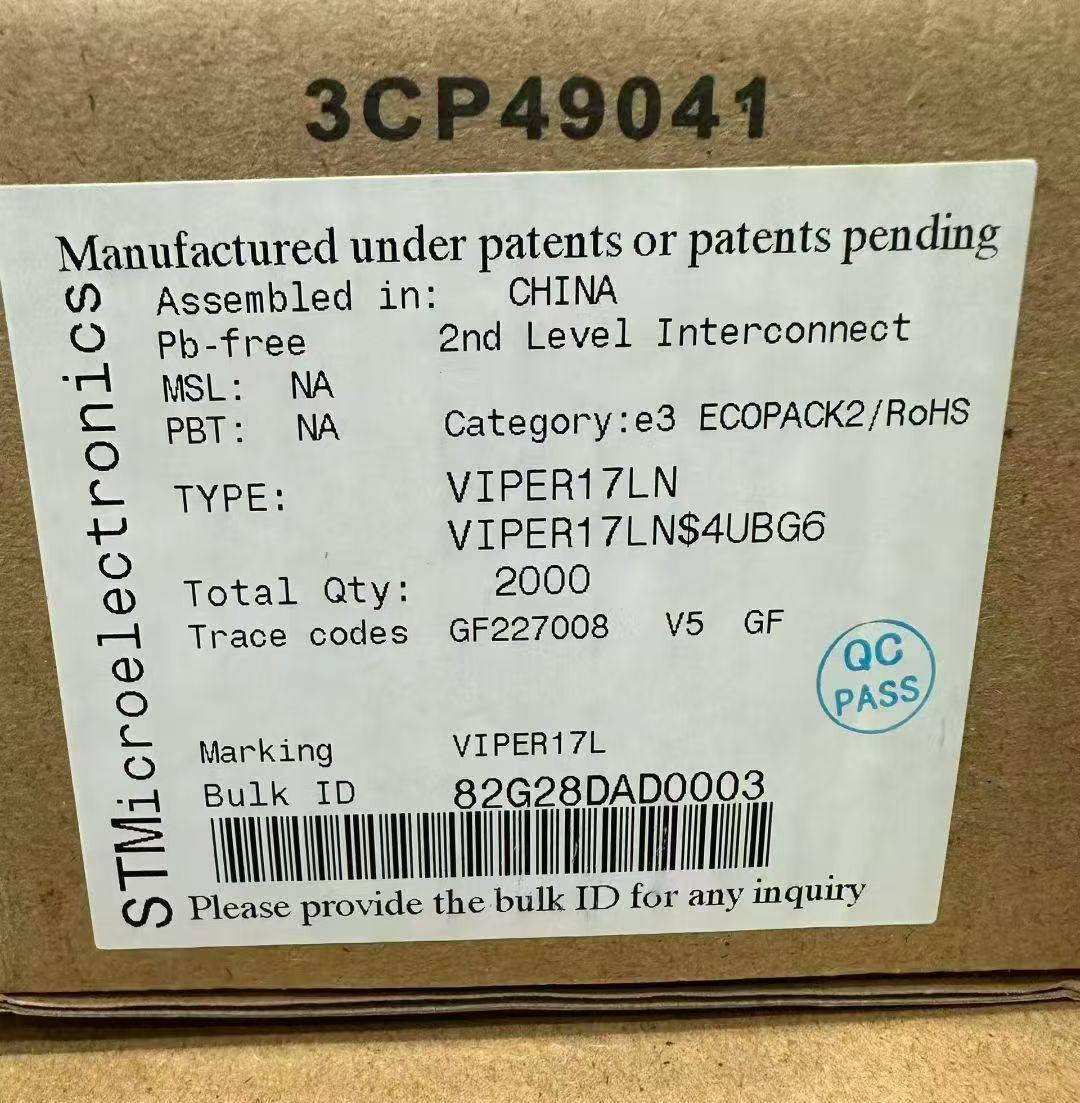 3CP49041
Manufactured under patents or patents pending
STMicroelectronics
Assembled in: CHINA
Pb-free 2nd Level Interconnect
MSL: NA
PBT: NA Category:e3 ECOPACK2/RoHS
TYPE: VIPER17LN
VIPER17LN$4UBG6
Total Qty: 2000
Trace codes GF227008 V5 GF
QC
PASS
Marking VIPER17L
Bulk ID 82G28DAD0003
Please provide the bulk ID for any inquiry